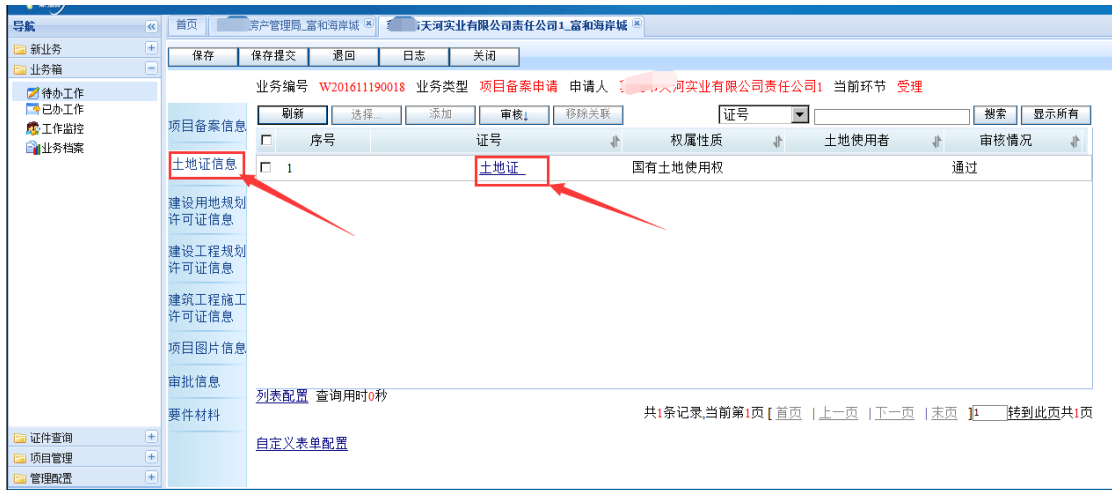 导航
新业务
业务箱
待办工作
已办工作
工作监控
业务档案
证件查询
项目管理
管理配置
首页 房产管理局_富和海岸城 天河实业有限公司责任公司1_富和海岸城
保存 保存提交 退回 日志 关闭
业务编号 W201611190018 业务类型 项目备案申请 申请人 河实业有限公司责任公司1 当前环节 受理
刷新 选择... 添加 审核↓ 移除关联 证号 搜索 显示所有
序号 证号 权属性质 土地使用者 审核情况
1 土地证 国有土地使用权 通过
项目备案信息
土地证信息
建设用地规划
许可证信息
建设工程规划
许可证信息
建筑工程施工
许可证信息
项目图片信息
审批信息
要件材料
列表配置 查询用时0秒
共1条记录,当前第1页 [ 首页 | 上一页 | 下一页 | 末页 ] 1 转到此页共1页
自定义表单配置